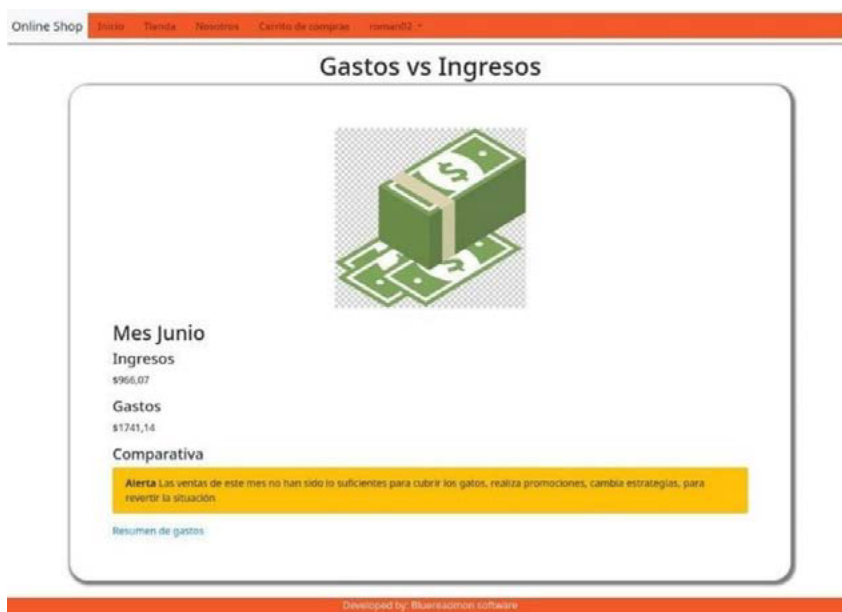 Online Shop Inicio Tienda Nosotros Carrito de compras roman02
Gastos vs Ingresos
$
$
Mes Junio
Ingresos
$966,07
Gastos
$1741,14
Comparativa
Alerta Las ventas de este mes no han sido lo suficientes para cubrir los gatos, realiza promociones, cambia estrategias, para
revertir la situación
Resumen de gastos
Developed by: software